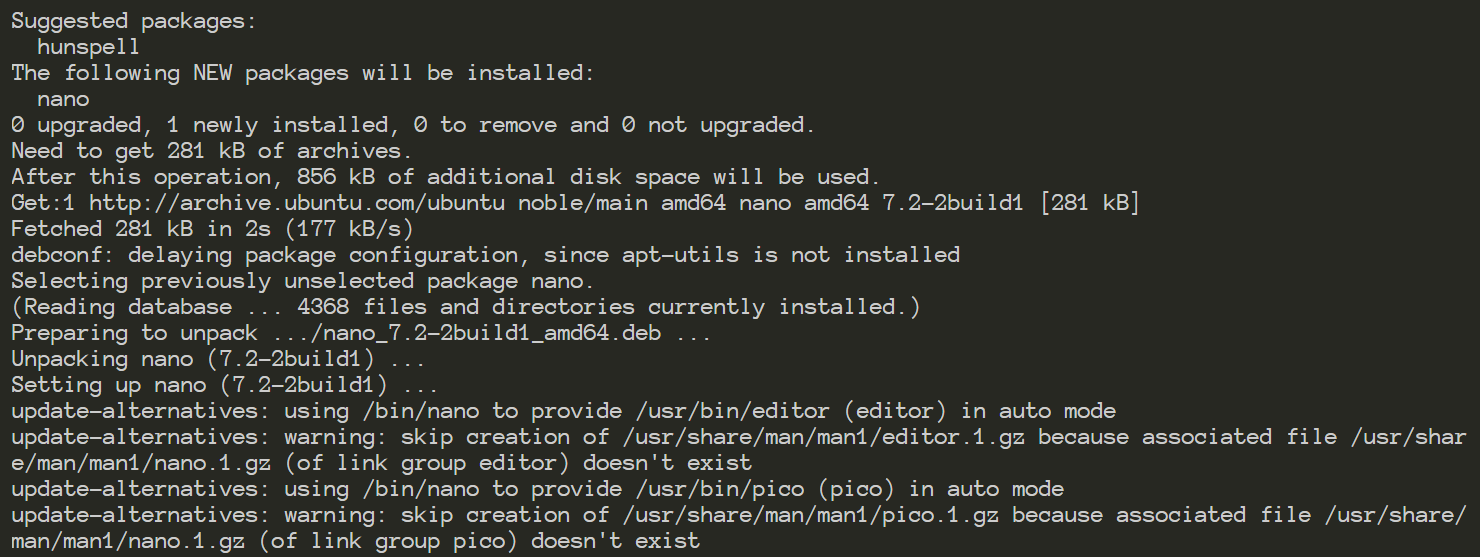 Suggested packages:
  hunspell
The following NEW packages will be installed:
  nano
0 upgraded, 1 newly installed, 0 to remove and 0 not upgraded.
Need to get 281 kB of archives.
After this operation, 856 kB of additional disk space will be used.
Get:1 http://archive.ubuntu.com/ubuntu noble/main amd64 nano amd64 7.2-2build1 [281 kB]
Fetched 281 kB in 2s (177 kB/s)
debconf: delaying package configuration, since apt-utils is not installed
Selecting previously unselected package nano.
(Reading database ... 4368 files and directories currently installed.)
Preparing to unpack .../nano_7.2-2build1_amd64.deb ...
Unpacking nano (7.2-2build1) ...
Setting up nano (7.2-2build1) ...
update-alternatives: using /bin/nano to provide /usr/bin/editor (editor) in auto mode
update-alternatives: warning: skip creation of /usr/share/man/man1/editor.1.gz because associated file /usr/shar
e/man/man1/nano.1.gz (of link group editor) doesn't exist
update-alternatives: using /bin/nano to provide /usr/bin/pico (pico) in auto mode
update-alternatives: warning: skip creation of /usr/share/man/man1/pico.1.gz because associated file /usr/share/
man/man1/nano.1.gz (of link group pico) doesn't exist